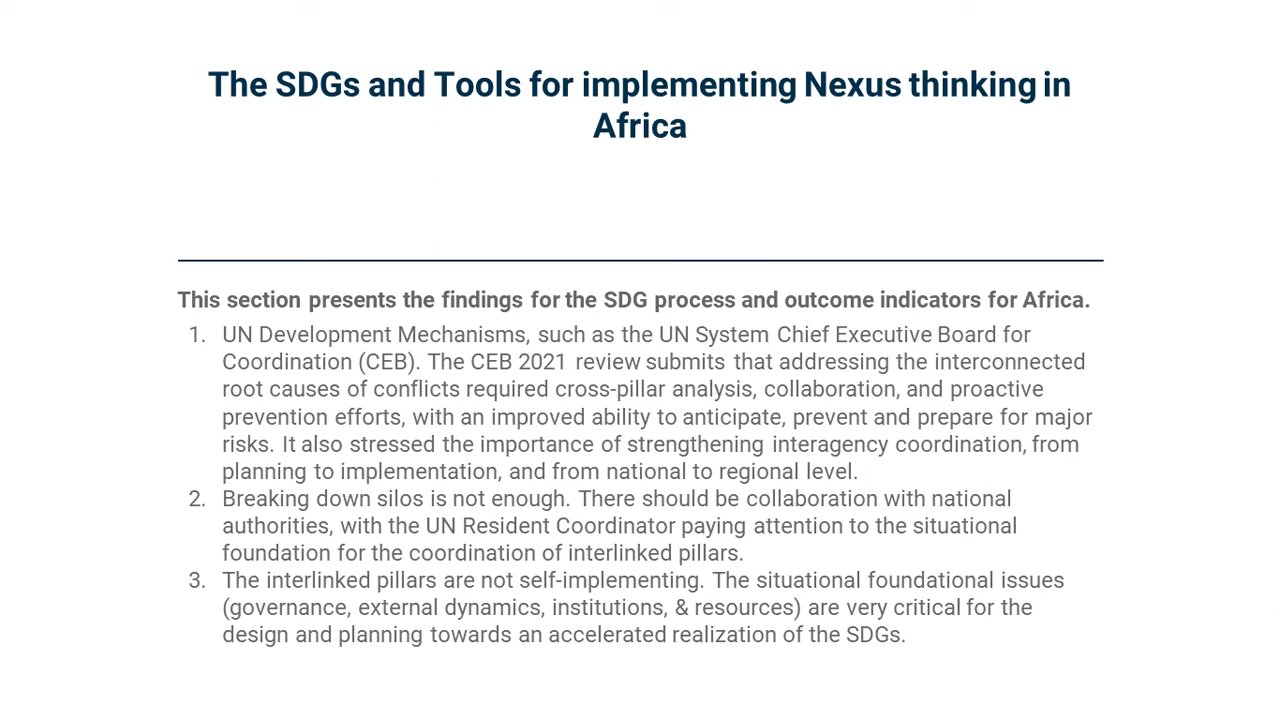 The SDGs and Tools for implementing Nexus thinking in
Africa
This section presents the findings for the SDG process and outcome indicators for Africa.
1. UN Development Mechanisms, such as the UN System Chief Executive Board for
Coordination (CEB). The CEB 2021 review submits that addressing the interconnected
root causes of conflicts required cross-pillar analysis, collaboration, and proactive
prevention efforts, with an improved ability to anticipate, prevent and prepare for major
risks. It also stressed the importance of strengthening interagency coordination, from
planning to implementation, and from national to regional level.
2. Breaking down silos is not enough. There should be collaboration with national
authorities, with the UN Resident Coordinator paying attention to the situational
foundation for the coordination of interlinked pillars.
3. The interlinked pillars are not self-implementing. The situational foundational issues
(governance, external dynamics, institutions, & resources) are very critical for the
design and planning towards an accelerated realization of the SDGs.